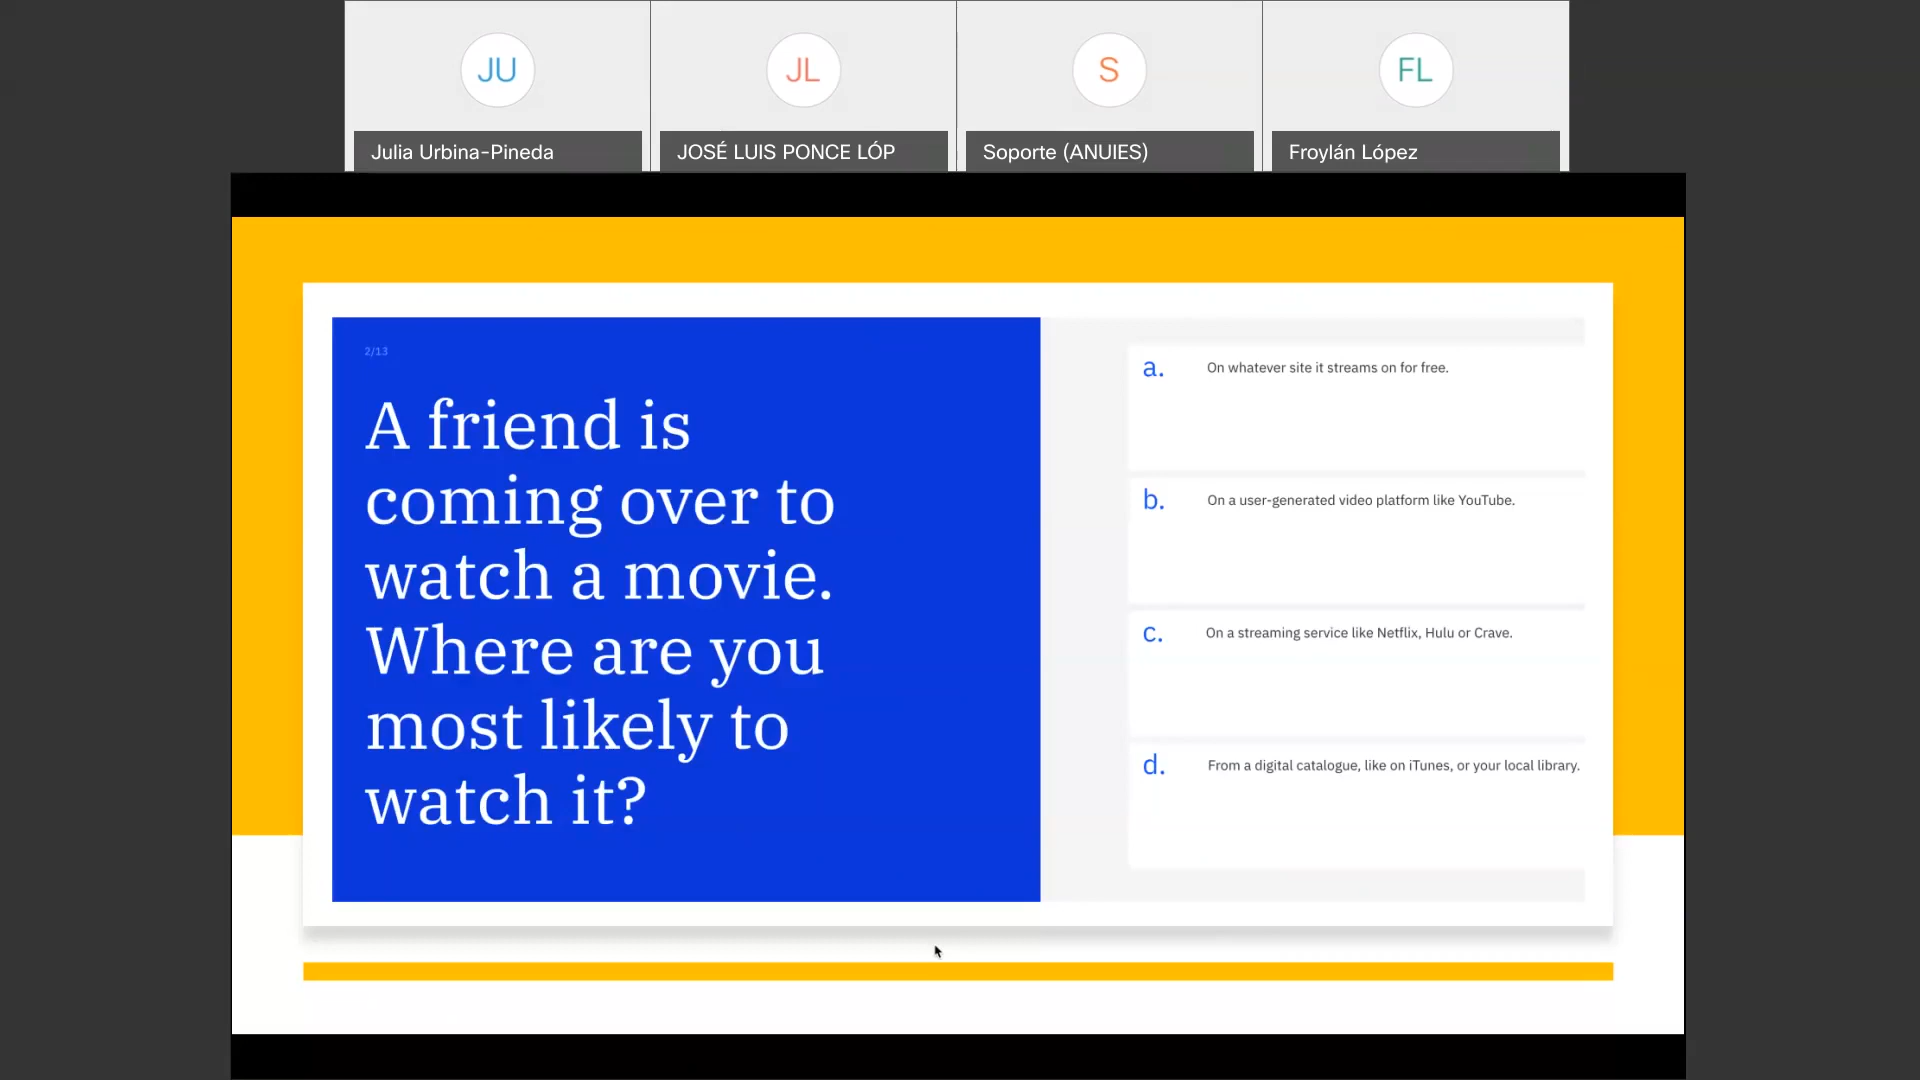 JU
JL
S
FL
Julia Urbina-Pineda
JOSÉ LUIS PONCE LÓP
Soporte (ANUIES)
Froylán López
2/13
A friend is
coming over to
watch a movie.
Where are you
most likely to
watch it?
a. On whatever site it streams on for free.
b. On a user-generated video platform like YouTube.
c. On a streaming service like Netflix, Hulu or Crave.
d. From a digital catalogue, like on iTunes, or your local library.